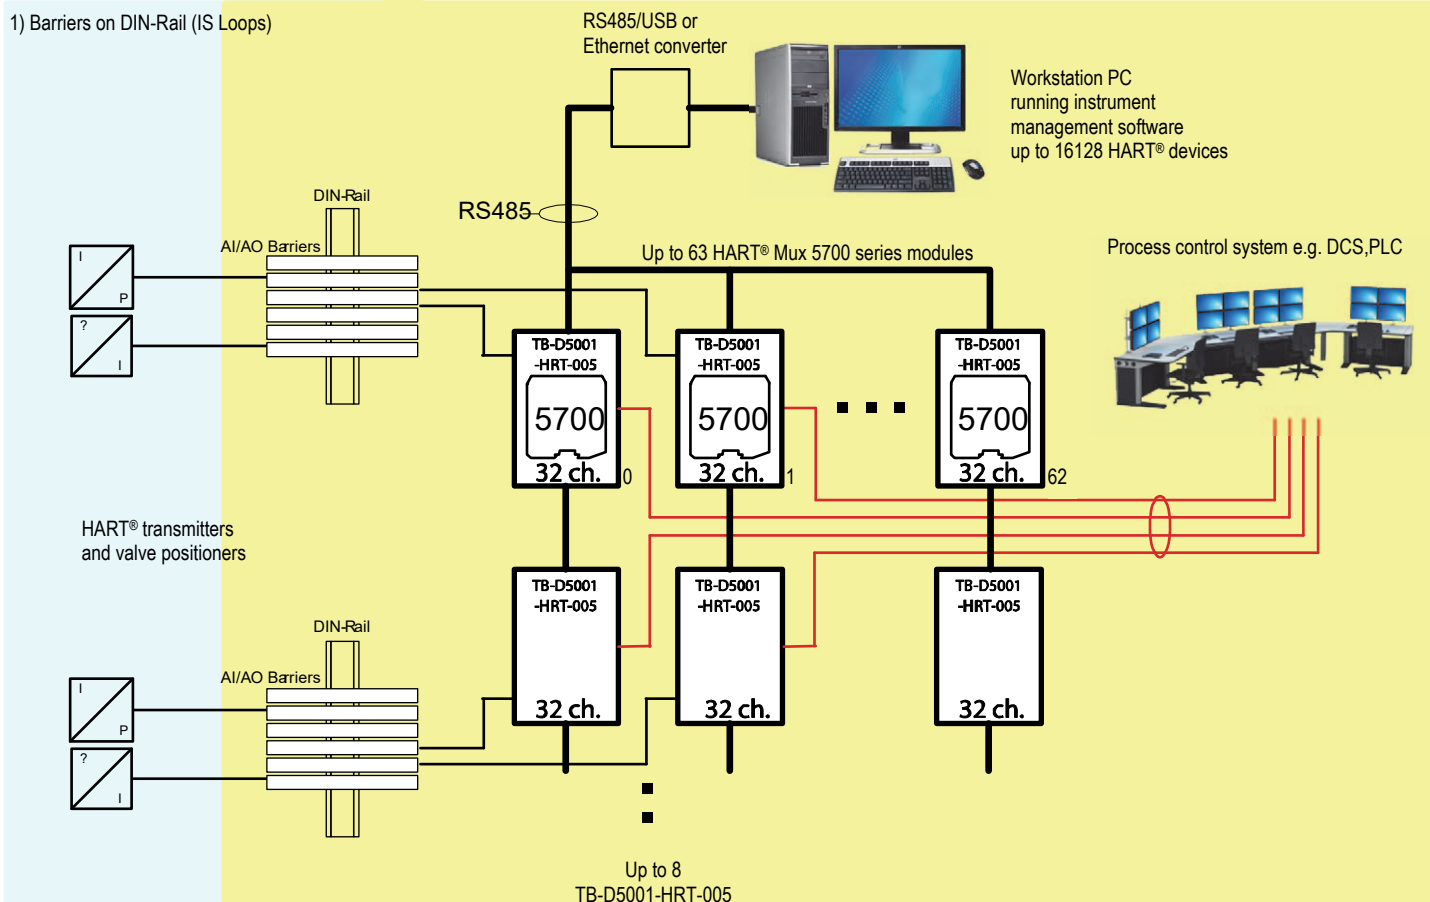 1) Barriers on DIN-Rail (IS Loops)
RS485/USB or
Ethernet converter
Workstation PC
running instrument
management software
up to 16128 HART® devices
DIN-Rail
RS485
AI/AO Barriers
Up to 63 HART® Mux 5700 series modules
Process control system e.g. DCS,PLC
I
P
?
I
TB-D5001
-HRT-005
5700
32 ch.
0
TB-D5001
-HRT-005
5700
32 ch.
1
TB-D5001
-HRT-005
5700
32 ch.
62
HART® transmitters
and valve positioners
TB-D5001
-HRT-005
32 ch.
TB-D5001
-HRT-005
32 ch.
TB-D5001
-HRT-005
32 ch.
DIN-Rail
AI/AO Barriers
I
P
?
I
Up to 8
TB-D5001-HRT-005